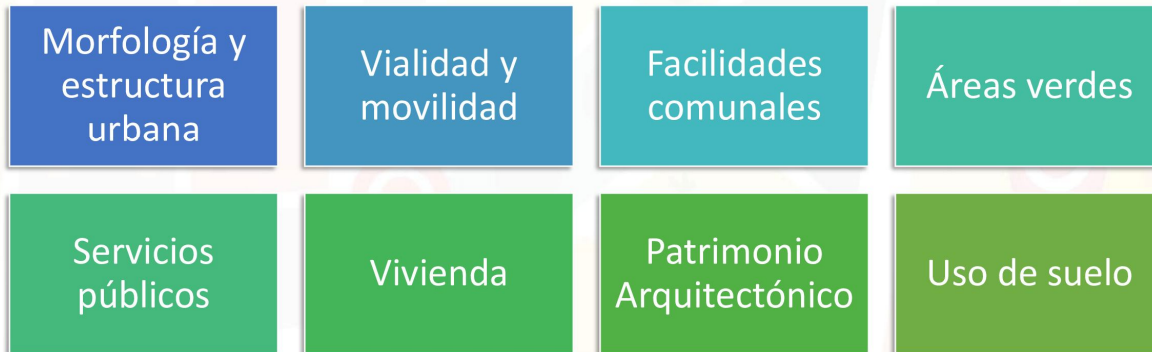 Morfología y
estructura
urbana
Vialidad y
movilidad
Facilidades
comunales
Áreas verdes
Servicios
públicos
Vivienda
Patrimonio
Arquitectónico
Uso de suelo